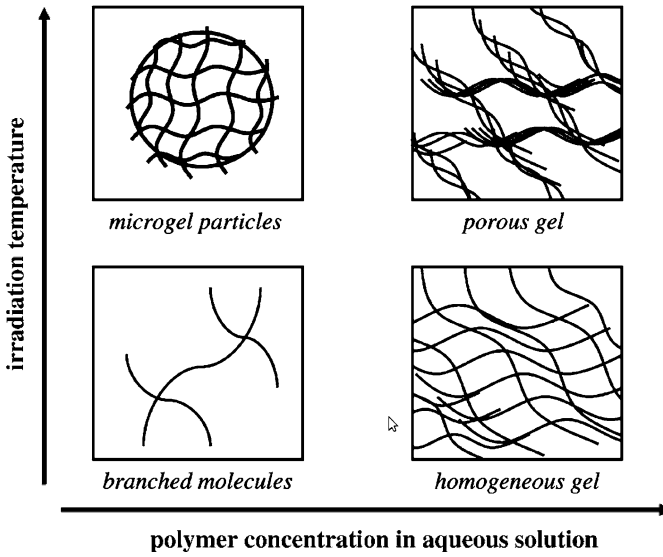 irradiation temperature
microgel particles
porous gel
branched molecules
homogeneous gel
polymer concentration in aqueous solution